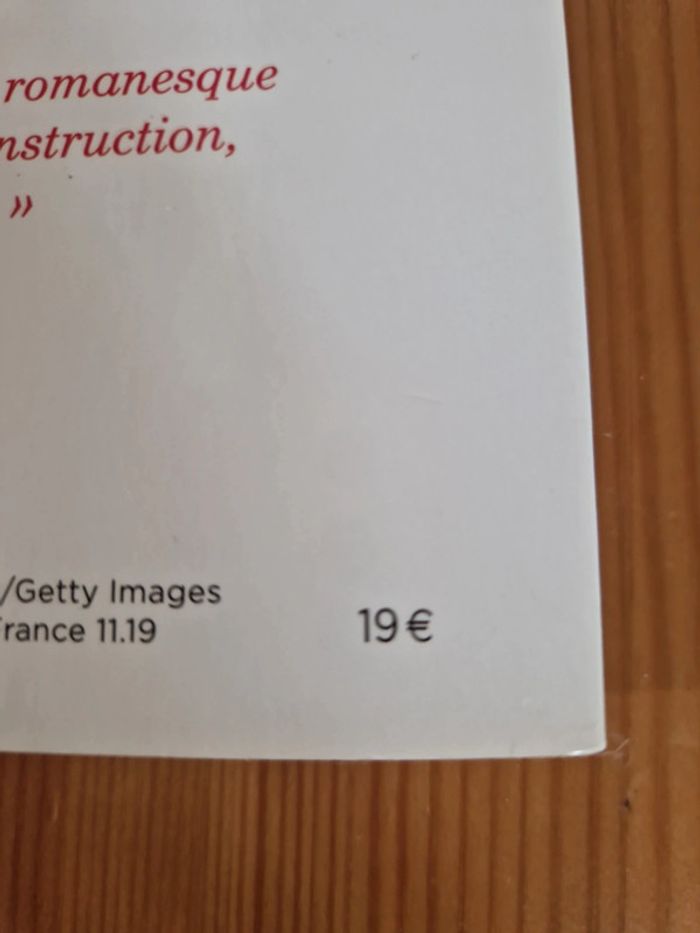 romanesque
nstruction,
»
/Getty Images
rance 11.19
19 €